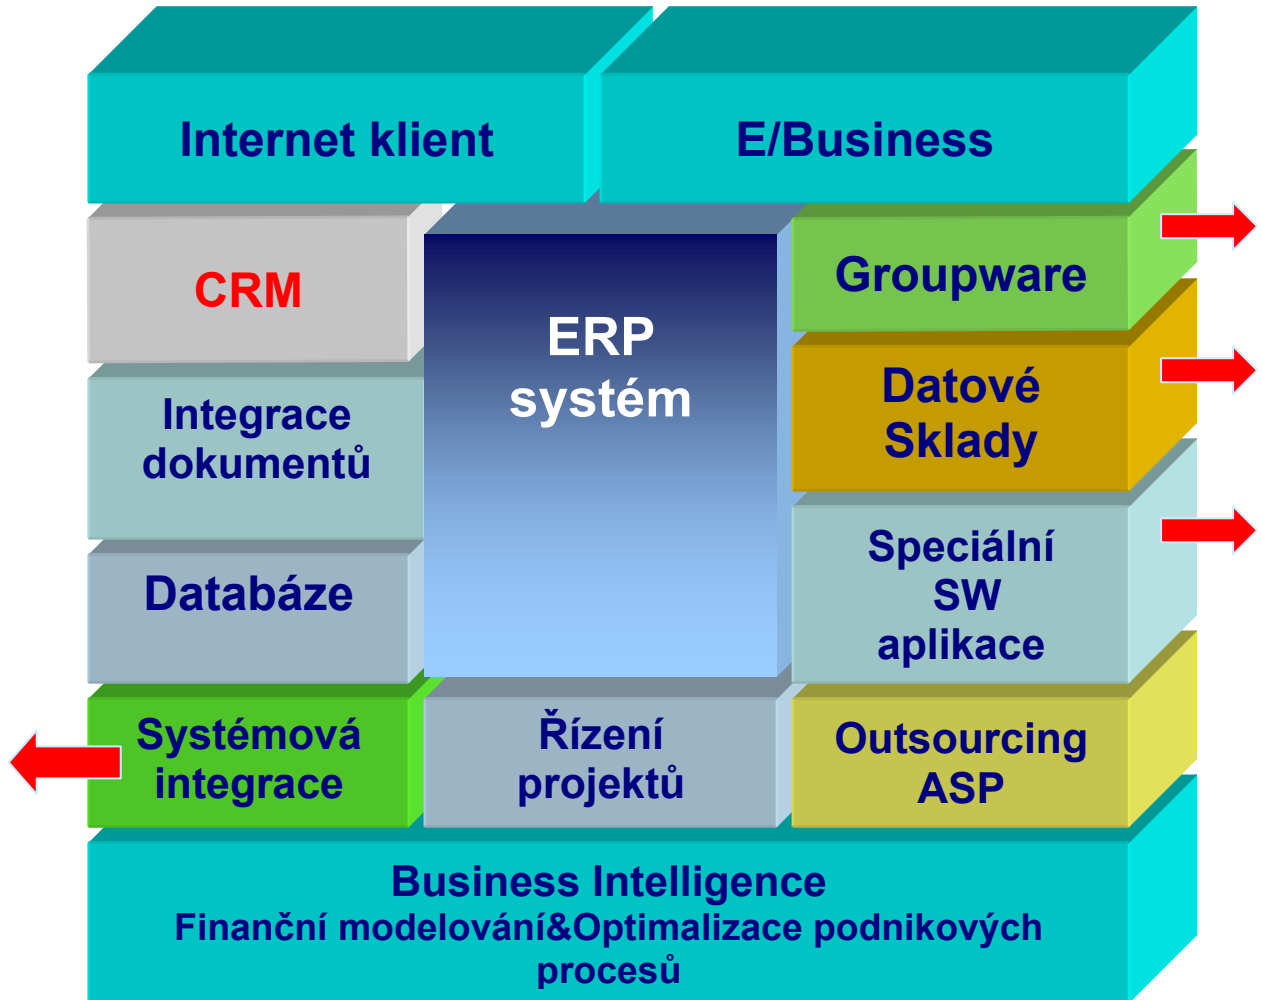 Internet klient
E/Business
CRM
ERP
systém
Groupware
Integrace
dokumentů
Datové
Sklady
Databáze
Speciální
SW
aplikace
Systémová
integrace
Řízení
projektů
Outsourcing
ASP
Business Intelligence
Finanční modelování&Optimalizace podnikových
procesů